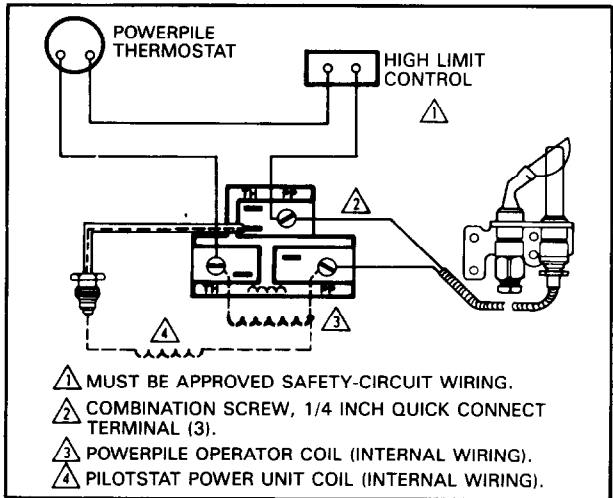 POWERPILE
THERMOSTAT
HIGH LIMIT
CONTROL
1
TH PP
2
TH PP
3
4
1 MUST BE APPROVED SAFETY-CIRCUIT WIRING.
2 COMBINATION SCREW, 1/4 INCH QUICK CONNECT
TERMINAL (3).
3 POWERPILE OPERATOR COIL (INTERNAL WIRING).
4 PILOTSTAT POWER UNIT COIL (INTERNAL WIRING).